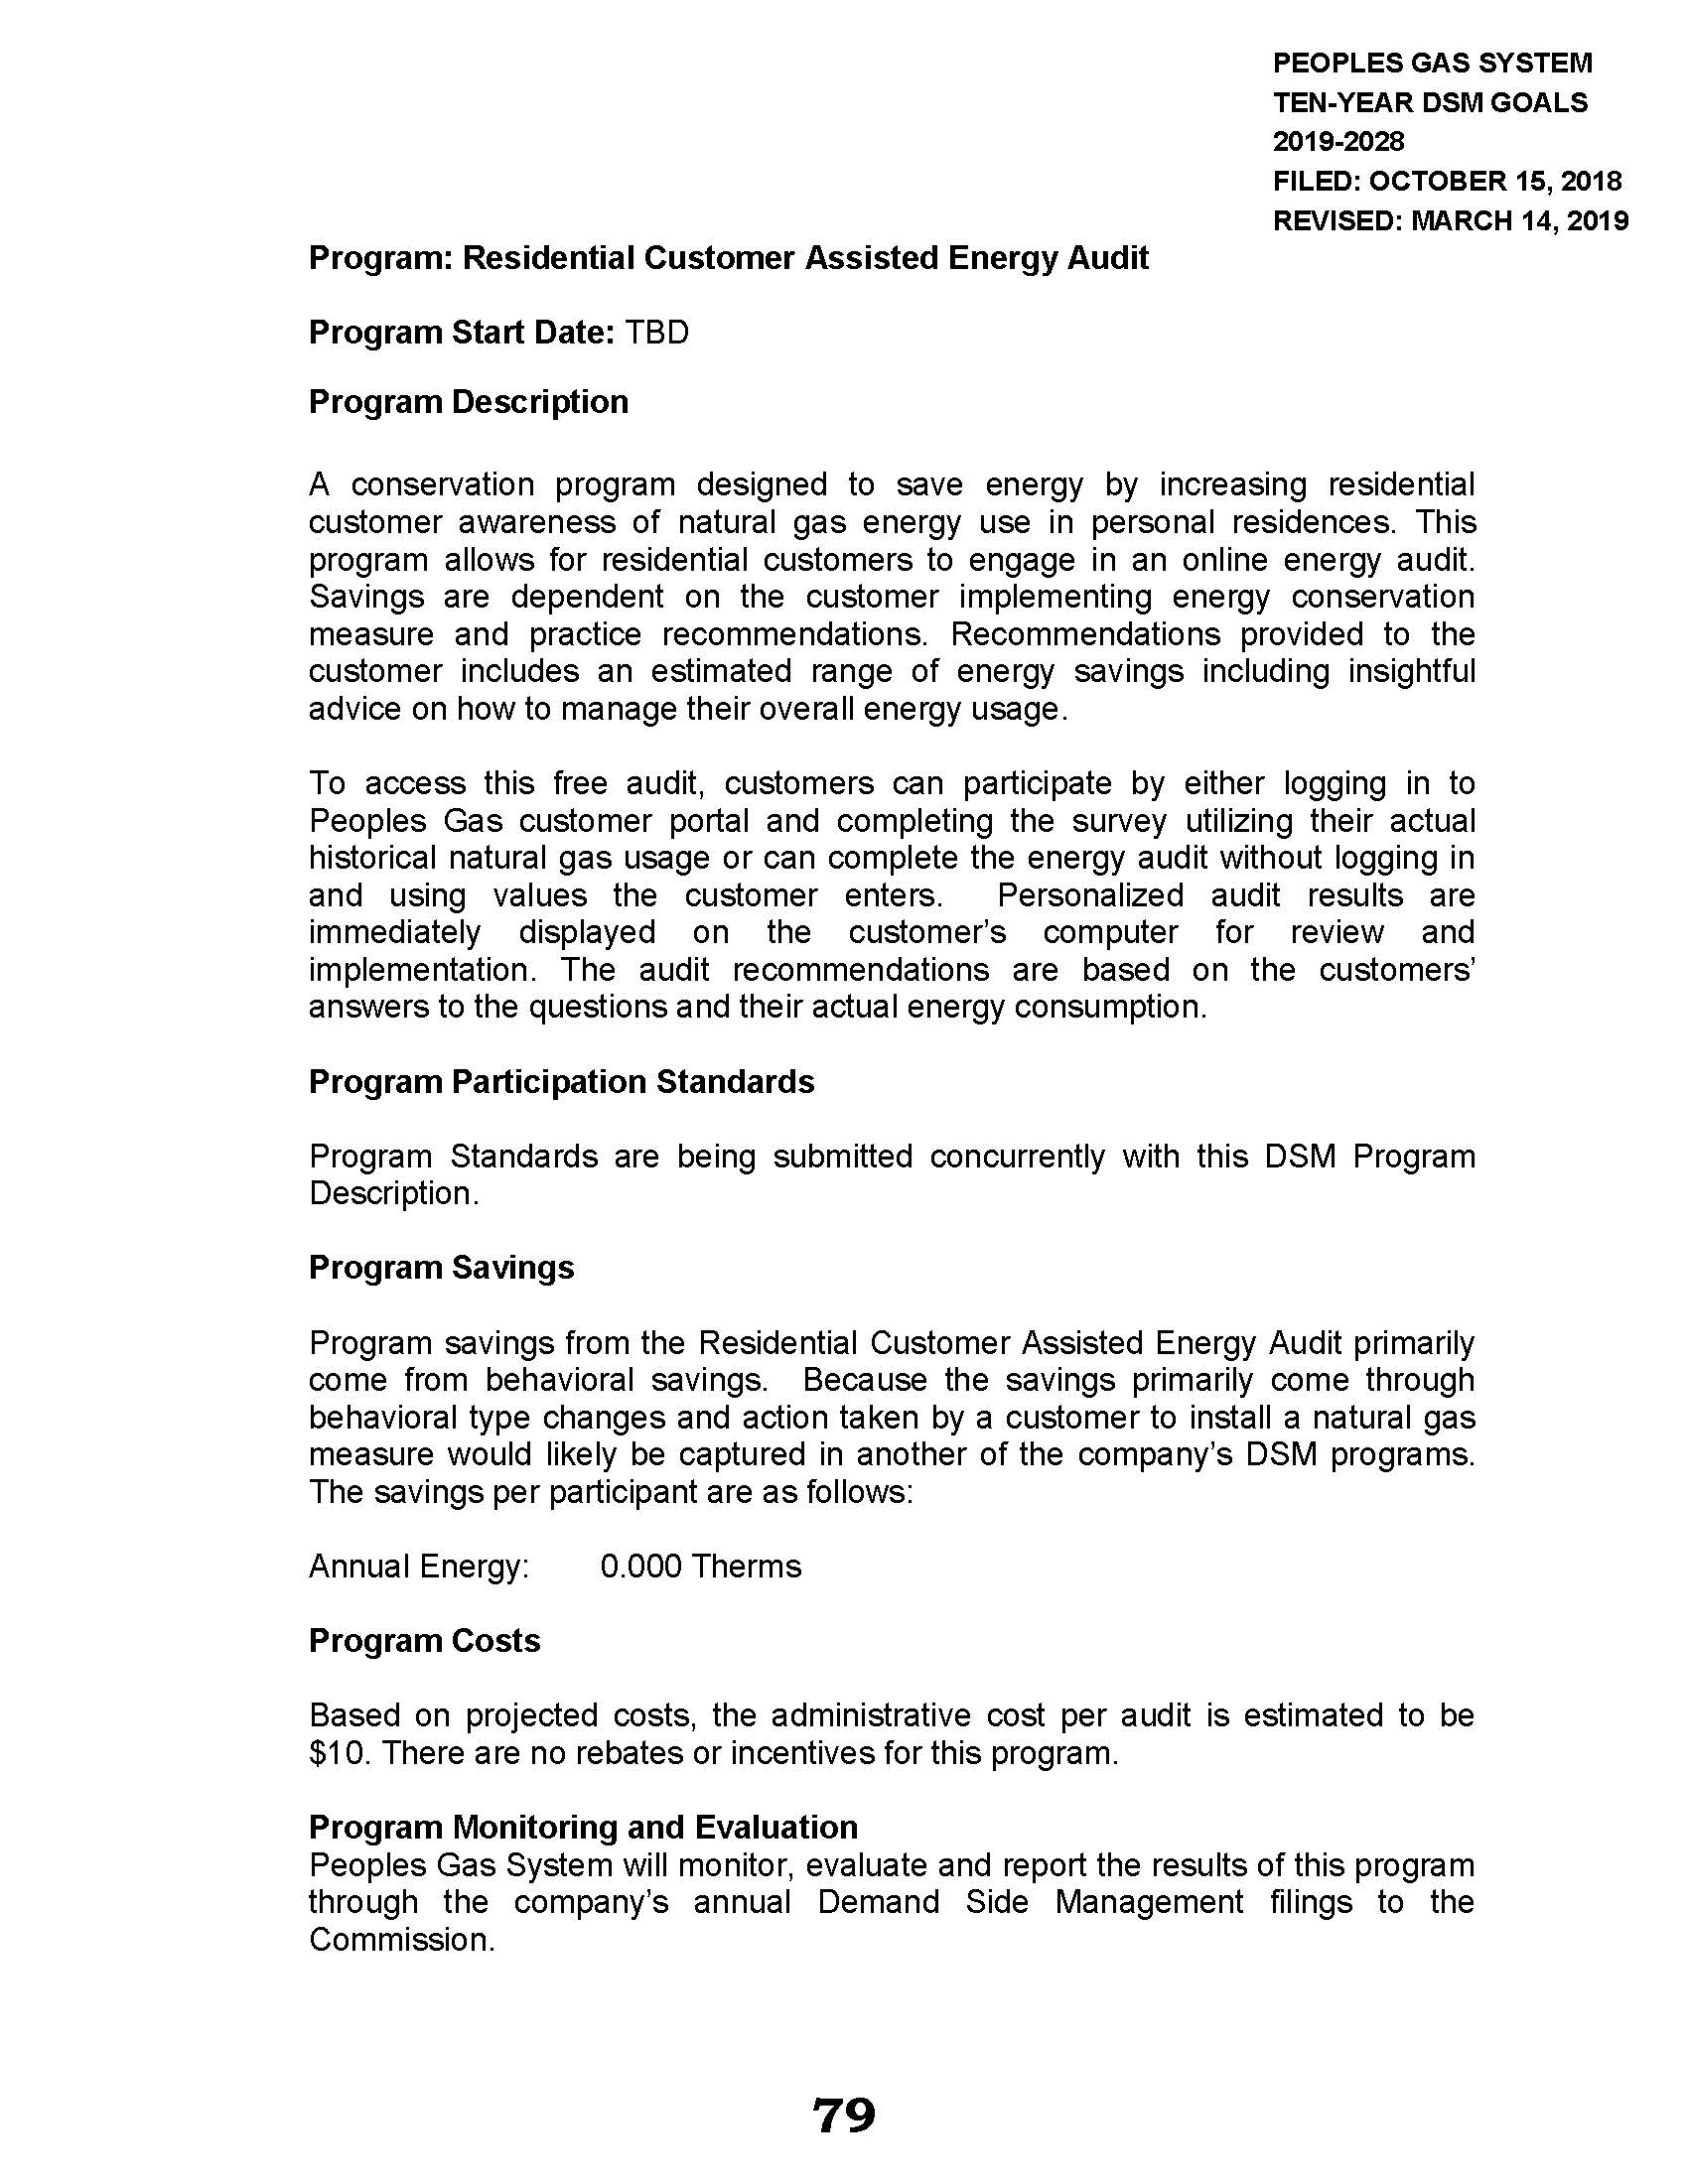 PEOPLES GAS SYSTEM
TEN-YEAR DSM GOALS
2019-2028
FILED: OCTOBER 15, 2018
REVISED: MARCH 14, 2019
Program: Residential Customer Assisted Energy Audit
Program Start Date: TBD
Program Description
A conservation program designed to save energy by increasing residential
customer awareness of natural gas energy use in personal residences. This
program allows for residential customers to engage in an online energy audit.
Savings are dependent on the customer implementing energy conservation
measure and practice recommendations. Recommendations provided to the
customer includes an estimated range of energy savings including insightful
advice on how to manage their overall energy usage.
To access this free audit, customers can participate by either logging in to
Peoples Gas customer portal and completing the survey utilizing their actual
historical natural gas usage or can complete the energy audit without logging in
and using values the customer enters. Personalized audit results are
immediately displayed on the customer’s computer for review and
implementation. The audit recommendations are based on the customers’
answers to the questions and their actual energy consumption.
Program Participation Standards
Program Standards are being submitted concurrently with this DSM Program
Description.
Program Savings
Program savings from the Residential Customer Assisted Energy Audit primarily
come from behavioral savings. Because the savings primarily come through
behavioral type changes and action taken by a customer to install a natural gas
measure would likely be captured in another of the company’s DSM programs.
The savings per participant are as follows:
Annual Energy: 0.000 Therms
Program Costs
Based on projected costs, the administrative cost per audit is estimated to be
$10. There are no rebates or incentives for this program.
Program Monitoring and Evaluation
Peoples Gas System will monitor, evaluate and report the results of this program
through the company’s annual Demand Side Management filings to the
Commission.
79